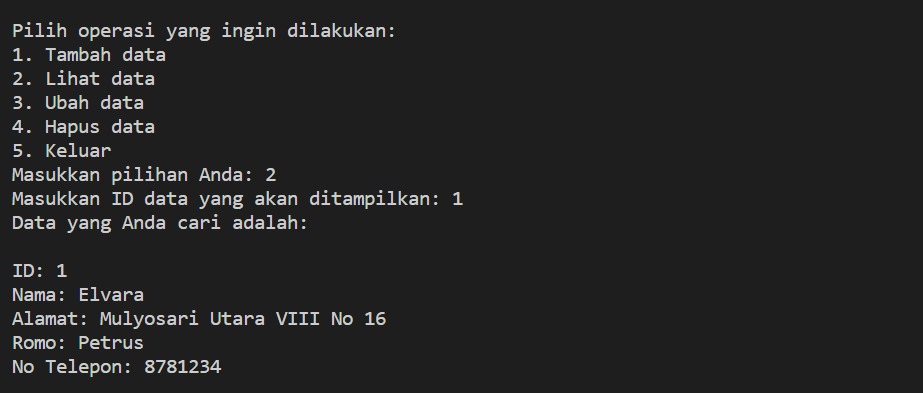 Pilih operasi yang ingin dilakukan:
1. Tambah data
2. Lihat data
3. Ubah data
4. Hapus data
5. Keluar
Masukkan pilihan Anda: 2
Masukkan ID data yang akan ditampilkan: 1
Data yang Anda cari adalah:
ID: 1
Nama: Elvara
Alamat: Mulyosari Utara VIII No 16
Romo: Petrus
No Telepon: 8781234